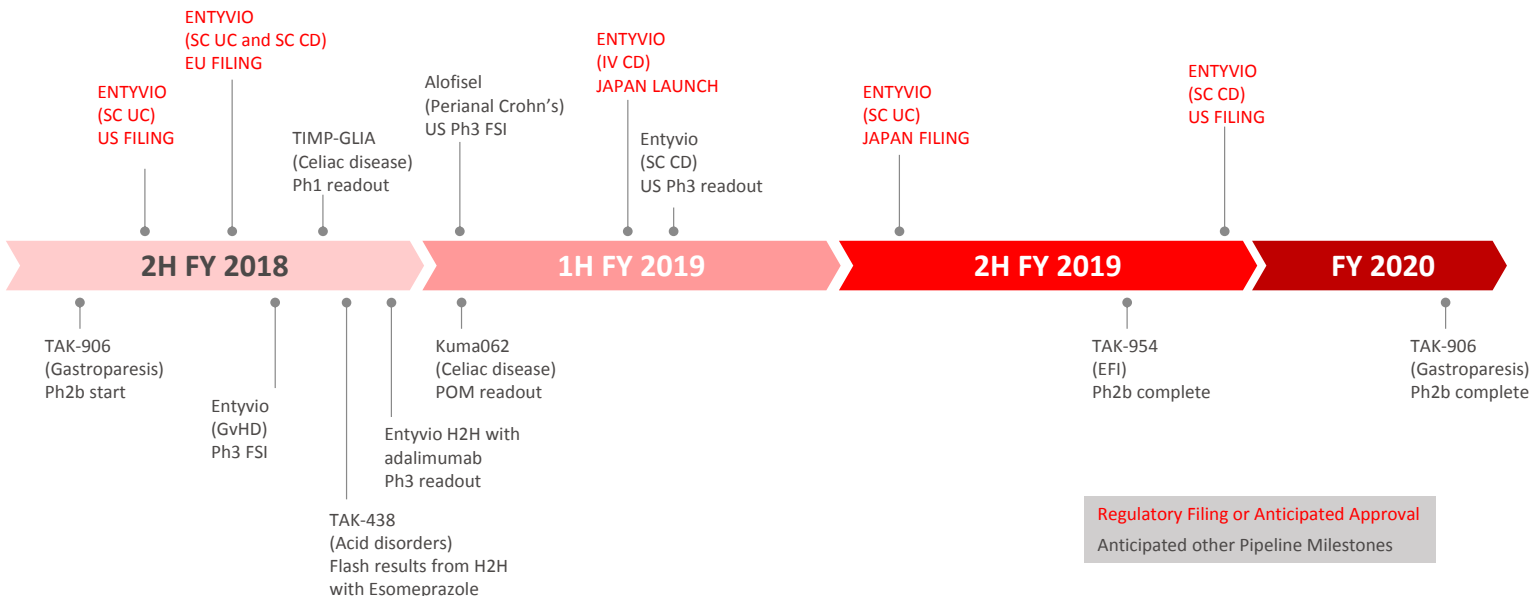 ENTYVIO
(SC UC)
US FILING
ENTYVIO
(SC UC and SC CD)
EU FILING
TIMP-GLIA
(Celiac disease)
Ph1 readout
Alofisel
(Perianal Crohn’s)
US Ph3 FSI
ENTYVIO
(IV CD)
JAPAN LAUNCH
Entyvio
(SC CD)
US Ph3 readout
ENTYVIO
(SC UC)
JAPAN FILING
ENTYVIO
(SC CD)
US FILING
2H FY 2018
1H FY 2019
2H FY 2019
FY 2020
TAK-906
(Gastroparesis)
Ph2b start
Entyvio
(GvHD)
Ph3 FSI
TAK-438
(Acid disorders)
Flash results from H2H
with Esomeprazole
Entyvio H2H with
adalimumab
Ph3 readout
Kuma062
(Celiac disease)
POM readout
TAK-954
(EFI)
Ph2b complete
TAK-906
(Gastroparesis)
Ph2b complete
Regulatory Filing or Anticipated Approval
Anticipated other Pipeline Milestones